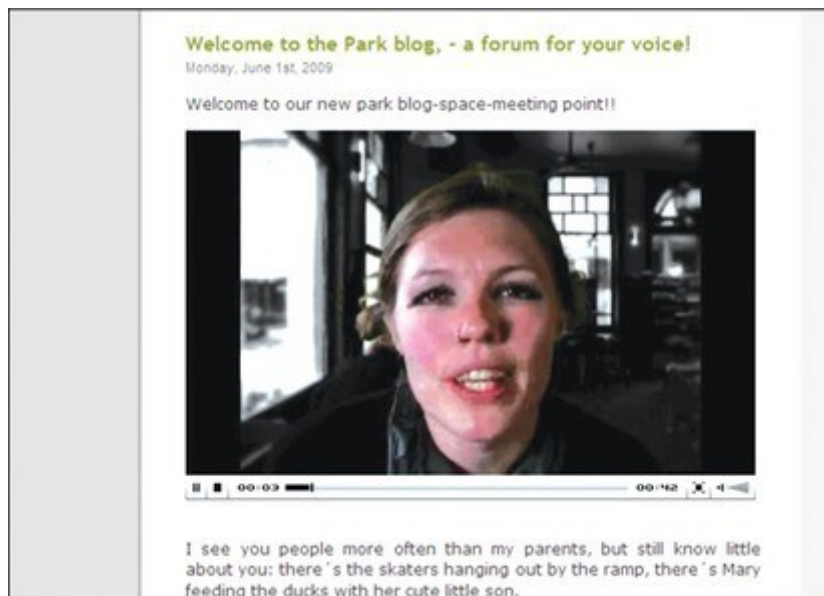 Welcome to the Park blog, - a forum for your voice!
Monday, June 1st, 2009
Welcome to our new park blog-space-meeting point!!
00:03
00:42
I see you people more often than my parents, but still know little
about you: there´s the skaters hanging out by the ramp, there´s Mary
feeding the ducks with her cute little son.